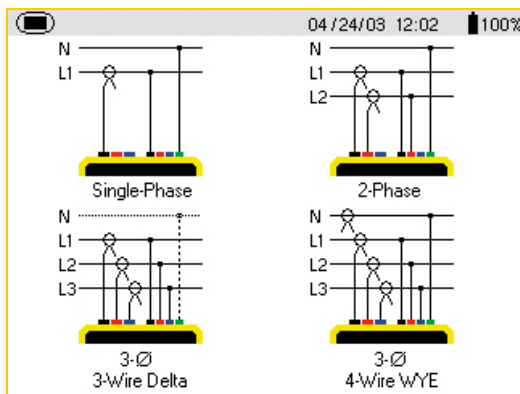 04/24/03 12:02 100%
N
L1
Single-Phase
N
L1
L2
2-Phase
N
L1
L2
L3
3-Ø
3-Wire Delta
N
L1
L2
L3
3-Ø
4-Wire WYE